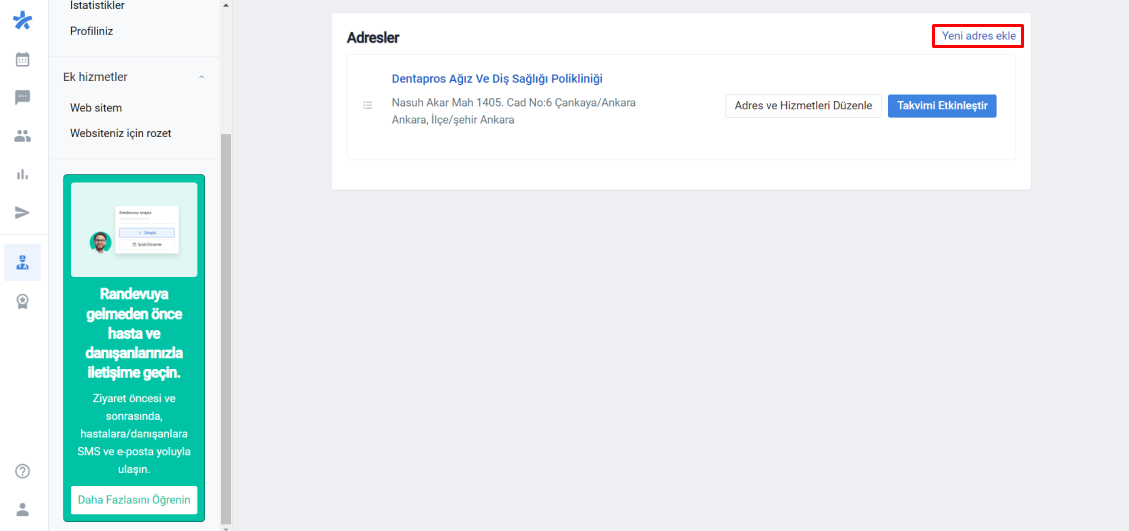 İstatistikler
Profiliniz
Ek hizmetler
Web sitem
Websiteniz için rozet
Randevunu onayla
Onayla
İptal/Düzenle
Randevuya
gelmeden önce
hasta ve
danışanlarınızla
iletişime geçin.
Ziyaret öncesi ve
sonrasında,
hastalara/danışanlara
SMS ve e-posta yoluyla
ulaşın.
Daha Fazlasını Öğrenin
Adresler
Yeni adres ekle
Dentapros Ağız Ve Diş Sağlığı Polikliniği
Nasuh Akar Mah 1405. Cad No:6 Çankaya/Ankara
Ankara, İlçe/şehir Ankara
Adres ve Hizmetleri Düzenle
Takvimi Etkinleştir